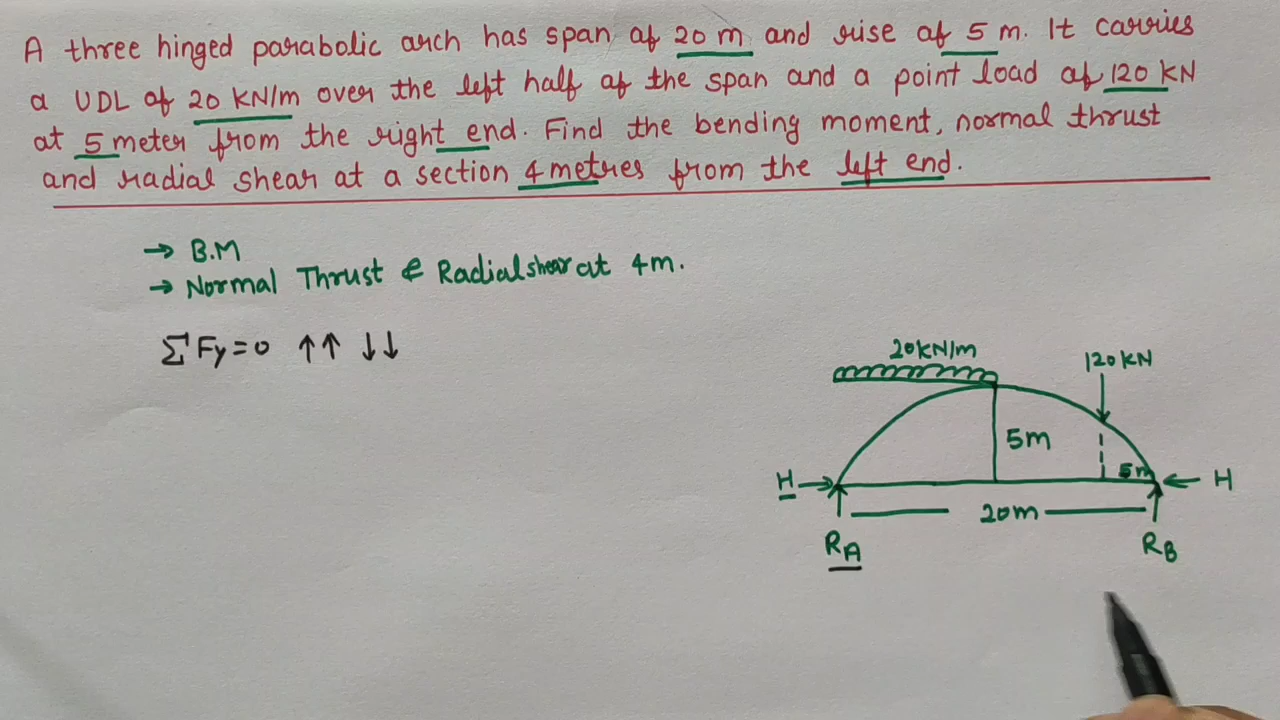 A three hinged parabolic arch has span of 20 m and rise of 5 m. It carries
a UDL of 20 KN/m over the left half of the span and a point load of 120 KN
at 5 meter from the right end. Find the bending moment, normal thrust
and radial shear at a section 4 metres from the left end.
→ B.M
→ Normal Thrust & Radial shear at 4m.
ΣFy=0 ↑↑ ↓↓
20KN/m
120KN
5m
5m
H
H
20m
RA
RB